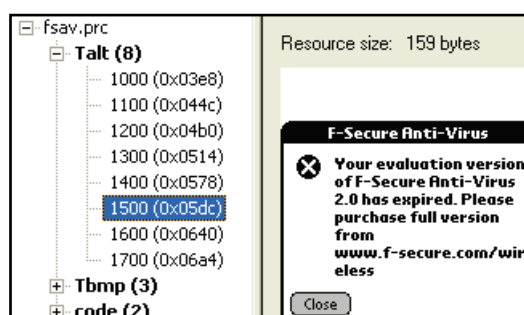 fsav.prc
Talt (8)
1000 (0x03e8)
1100 (0x044c)
1200 (0x04b0)
1300 (0x0514)
1400 (0x0578)
1500 (0x05dc)
1600 (0x0640)
1700 (0x06a4)
Tbmp (3)
code (2)
Resource size: 159 bytes
F-Secure Anti-Virus
Your evaluation version
of F-Secure Anti-Virus
2.0 has expired. Please
purchase full version
from
www.f-secure.com/wir
eless
Close